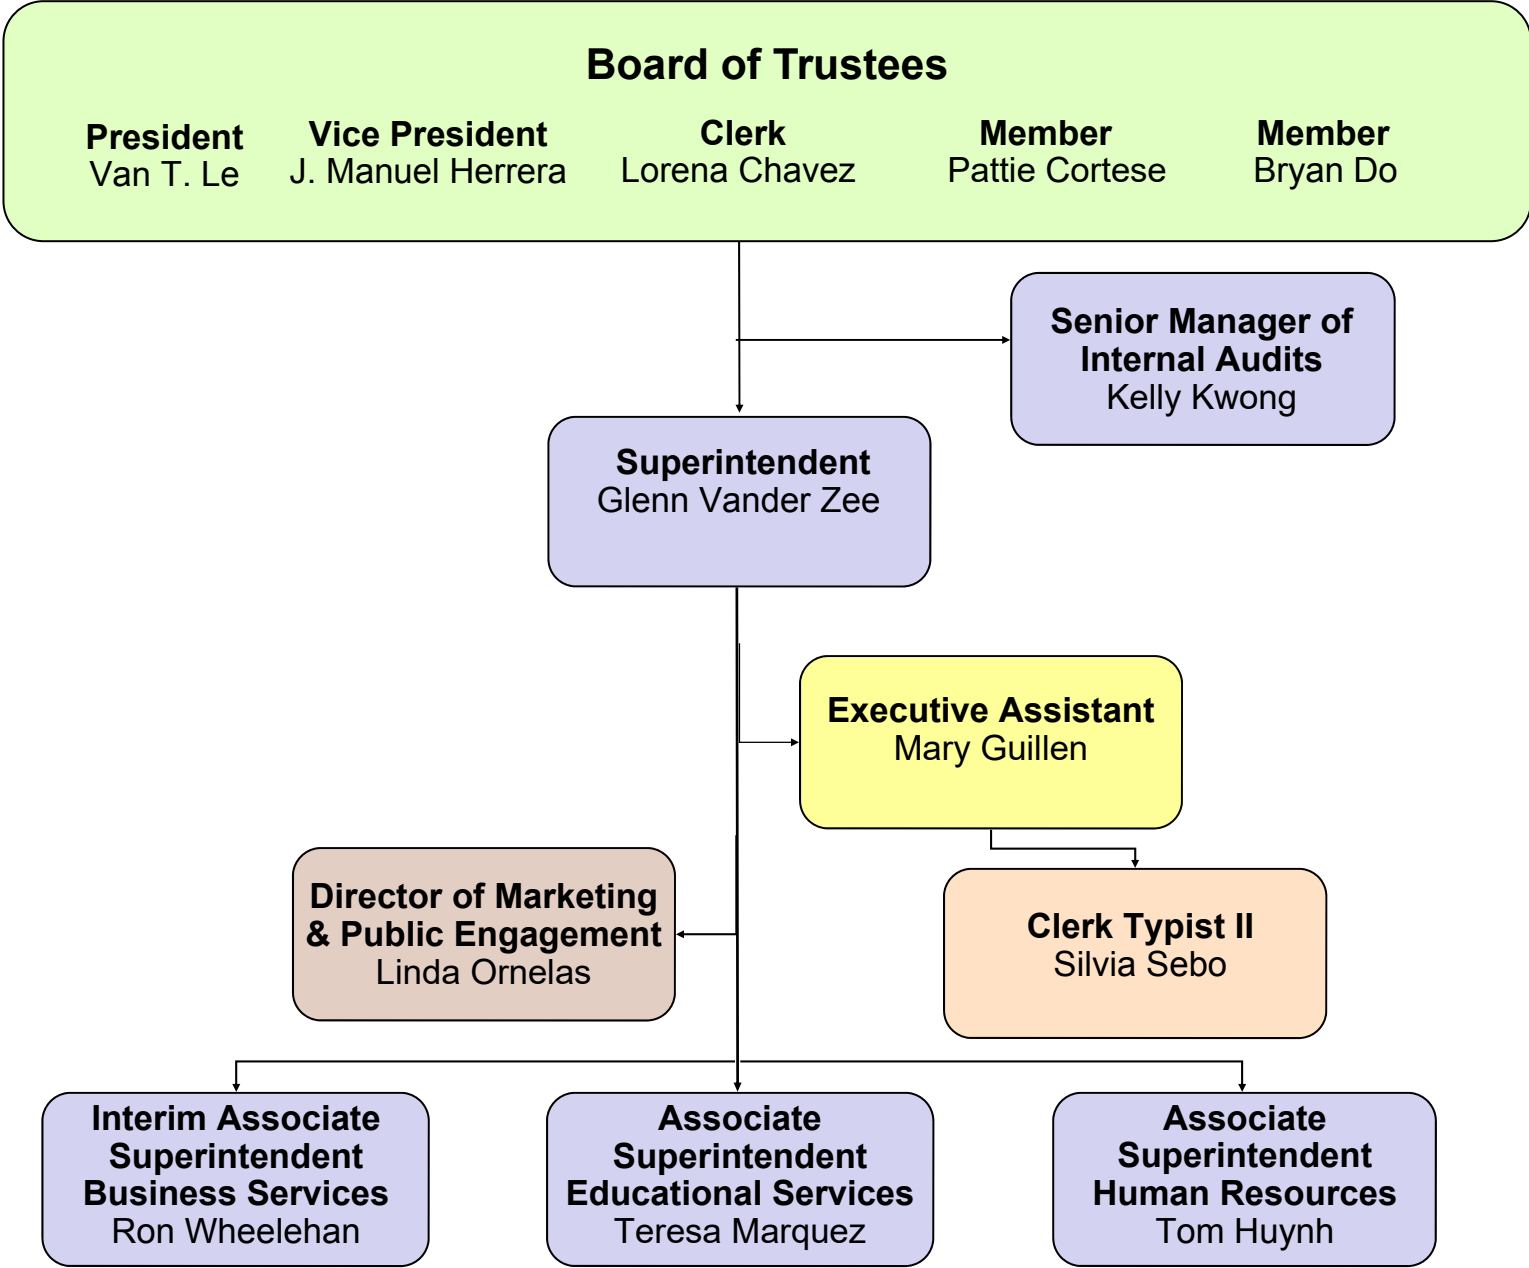 Board of Trustees
President
Van T. Le
Vice President
J. Manuel Herrera
Clerk
Lorena Chavez
Member
Pattie Cortese
Member
Bryan Do
Senior Manager of
Internal Audits
Kelly Kwong
Superintendent
Glenn Vander Zee
Executive Assistant
Mary Guillen
Director of Marketing
& Public Engagement
Linda Ornelas
Clerk Typist II
Silvia Sebo
Interim Associate
Superintendent
Business Services
Ron Wheelehan
Associate
Superintendent
Educational Services
Teresa Marquez
Associate
Superintendent
Human Resources
Tom Huynh